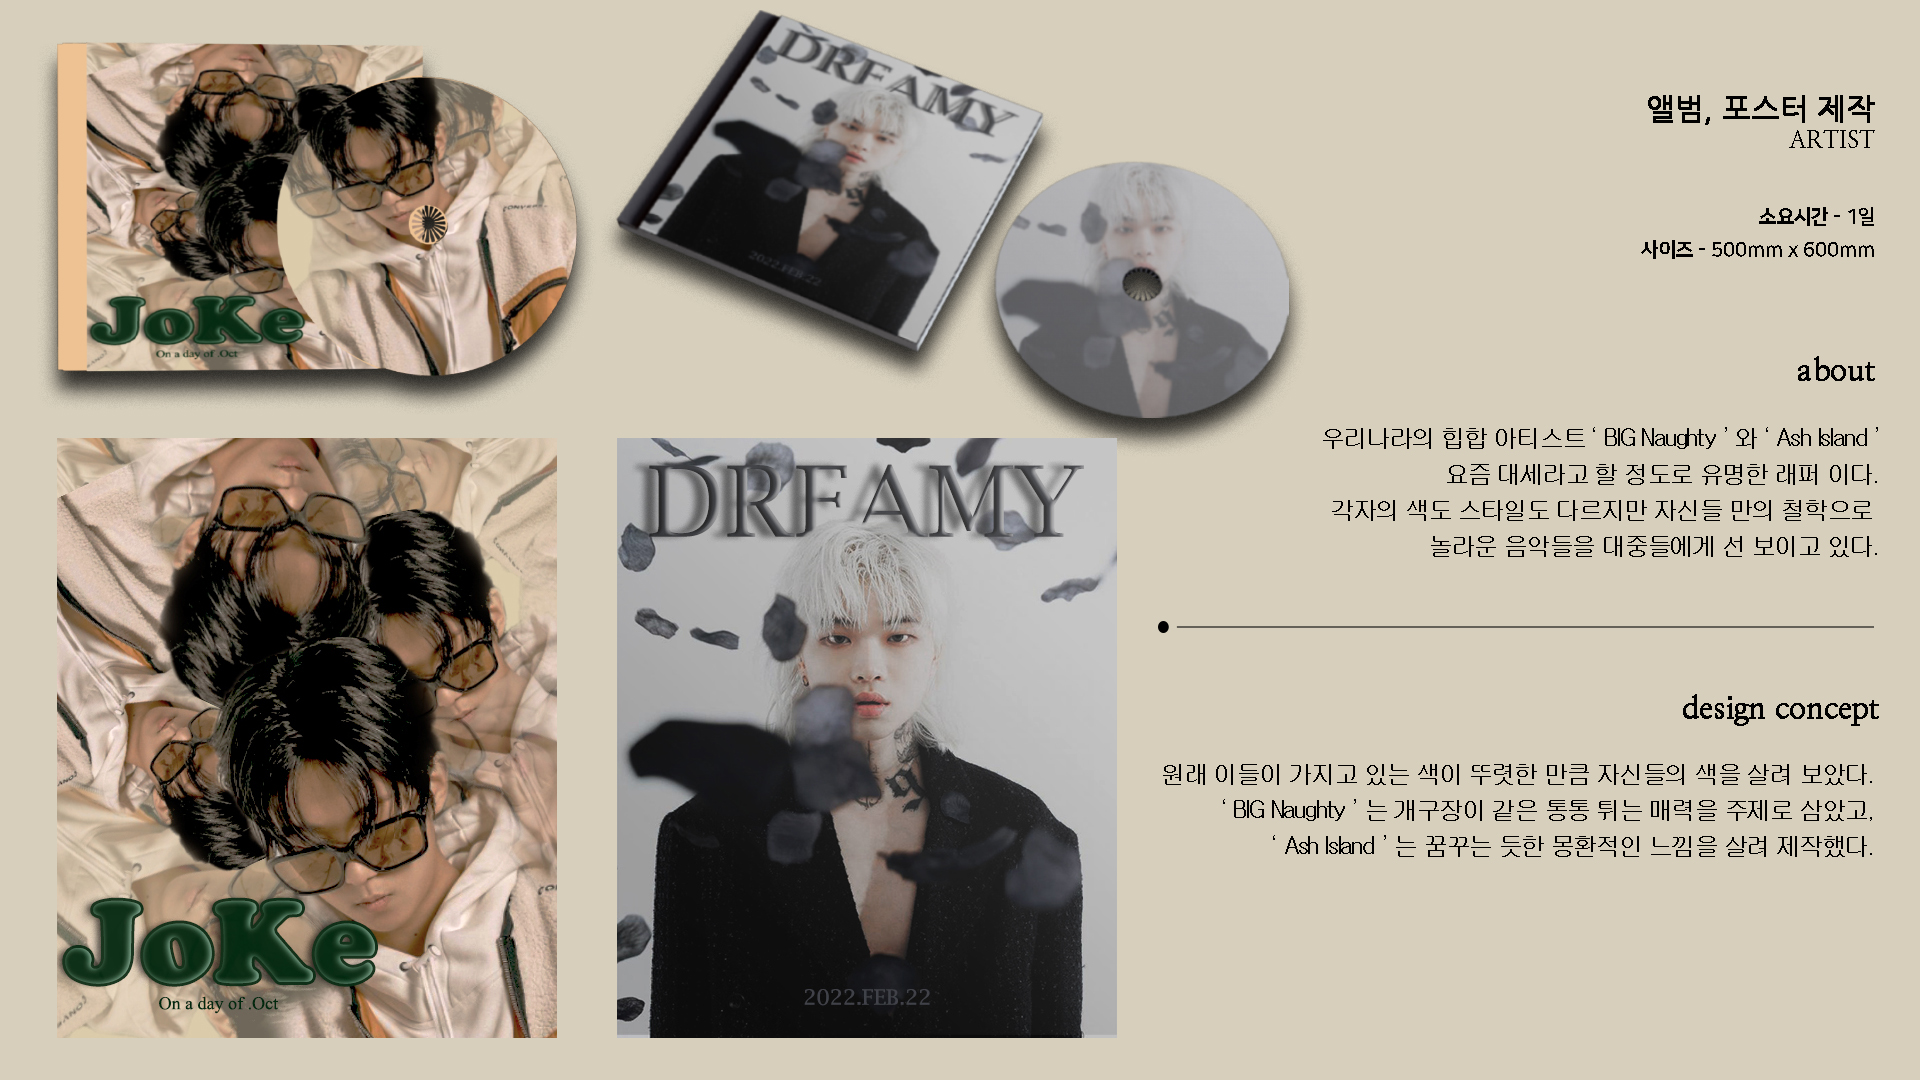 JoKe
On a day of .Oct
DRFAMY
2022.FEB.22
JoKe
On a day of .Oct
DRFAMY
2022.FEB.22
앨범, 포스터 제작
ARTIST
소요시간 - 1일
사이즈 - 500mm x 600mm
about
우리나라의 힙합 아티스트 ‘ BIG Naughty ’ 와 ‘ Ash Island ’
요즘 대세라고 할 정도로 유명한 래퍼 이다.
각자의 색도 스타일도 다르지만 자신들 만의 철학으로
놀라운 음악들을 대중들에게 선 보이고 있다.
design concept
원래 이들이 가지고 있는 색이 뚜렷한 만큼 자신들의 색을 살려 보았다.
‘ BIG Naughty ’ 는 개구장이 같은 통통 튀는 매력을 주제로 삼았고,
‘ Ash Island ’ 는 꿈꾸는 듯한 몽환적인 느낌을 살려 제작했다.